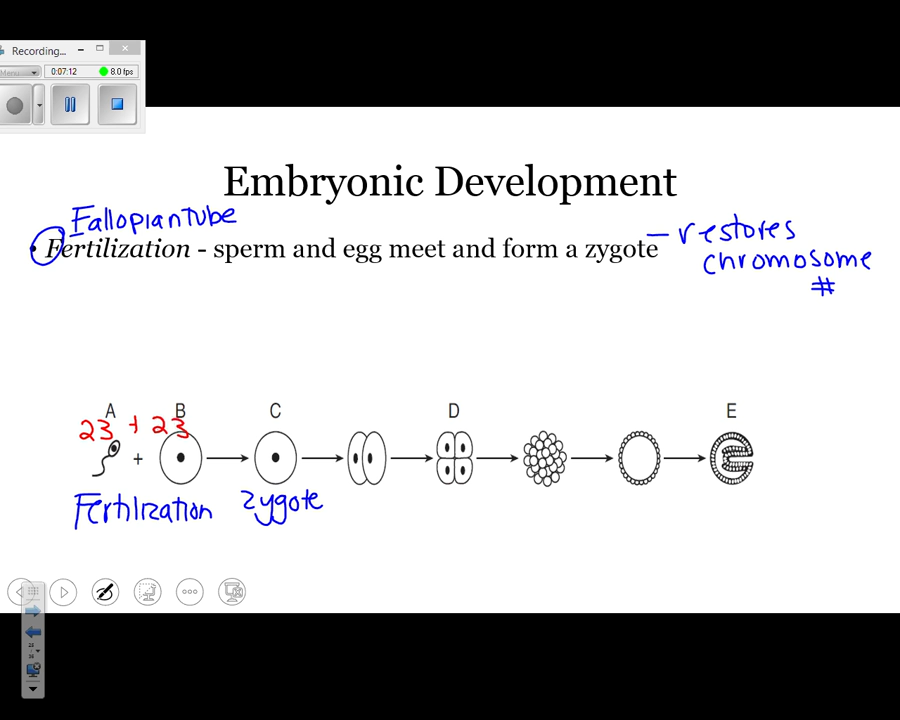 Recording...
Menu
0:07:12
8.0 fps
Embryonic Development
Fallopian Tube
• Fertilization - sperm and egg meet and form a zygote
– restores
chromosome
#
A B C D E
23 + 23
+
Fertilization
Zygote